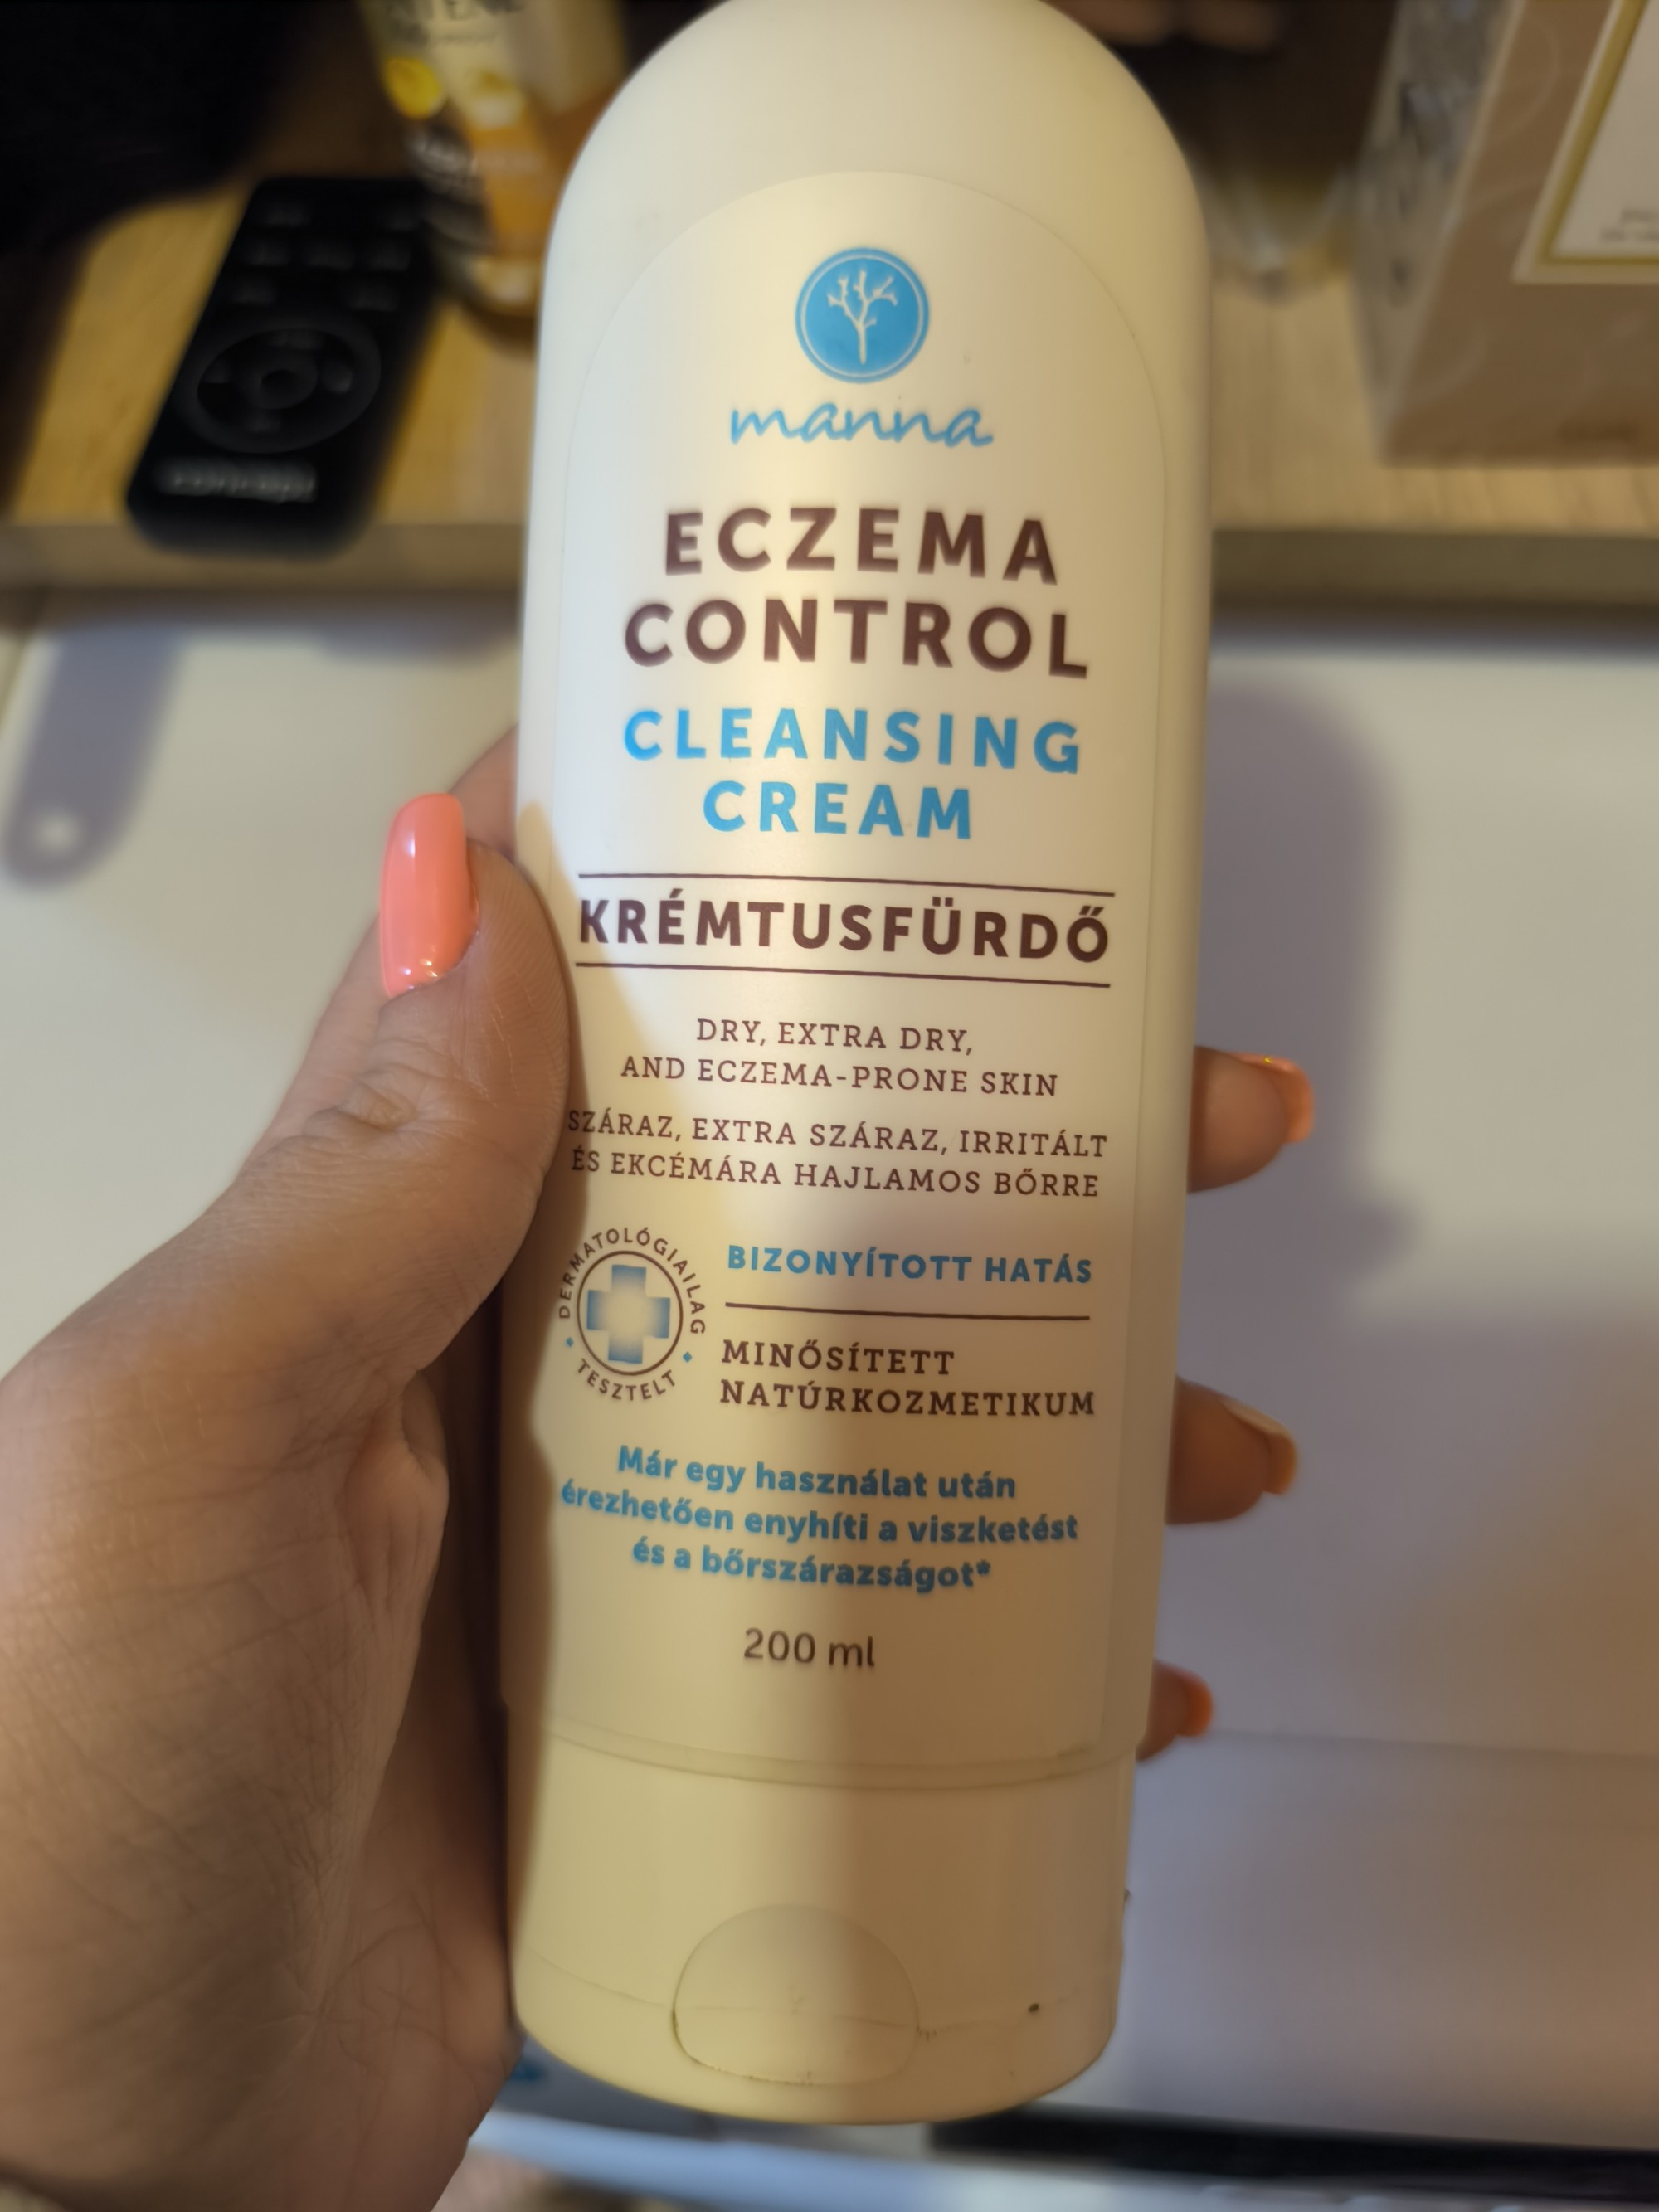 manna
ECZEMA
CONTROL
CLEANSING
CREAM
KRÉMTUSFÜRDŐ
DRY, EXTRA DRY,
AND ECZEMA-PRONE SKIN
SZÁRAZ, EXTRA SZÁRAZ, IRRITÁLT
ÉS EKCÉMÁRA HAJLAMOS BŐRRE
DERMATOLÓGIAILAG
TESZTELT
BIZONYÍTOTT HATÁS
MINŐSÍTETT
NATÚRKOZMETIKUM
Már egy használat után
érezhetően enyhíti a viszketést
és a bőrszárazságot*
200 ml
concept